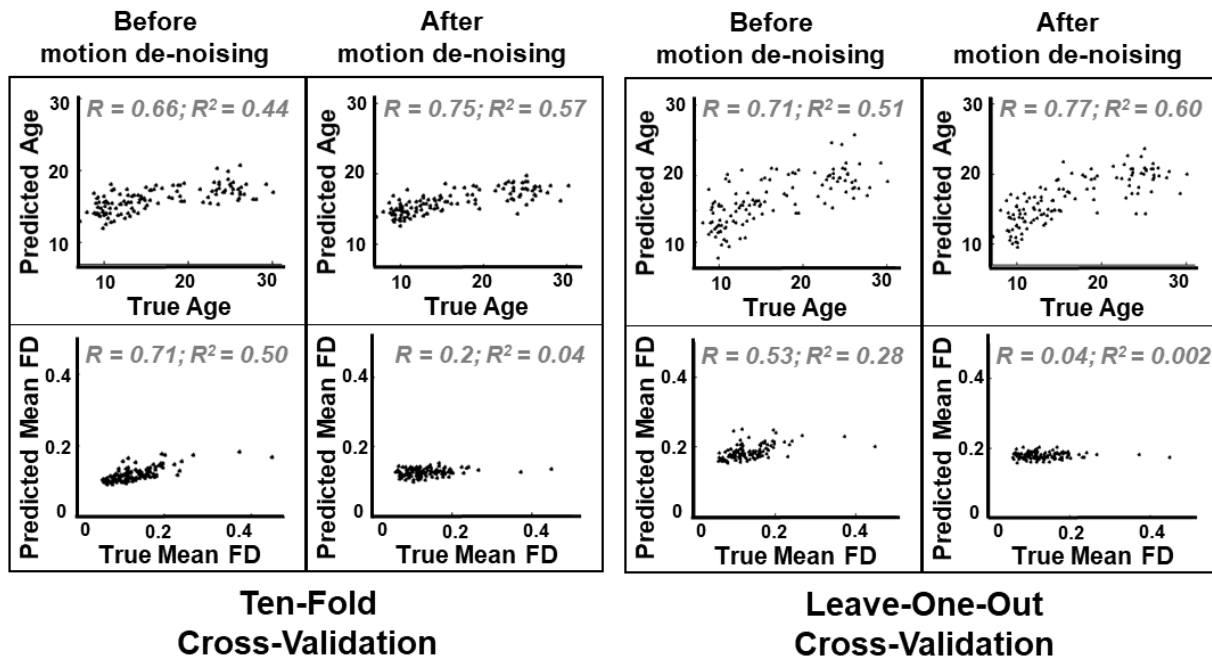 Before
motion de-noising
After
motion de-noising
Before
motion de-noising
After
motion de-noising
R = 0.66; R² = 0.44
Predicted Age
30
20
10
10
20
30
True Age
R = 0.75; R² = 0.57
Predicted Age
30
20
10
10
20
30
True Age
R = 0.71; R² = 0.51
Predicted Age
30
20
10
10
20
30
True Age
R = 0.77; R² = 0.60
Predicted Age
30
20
10
10
20
30
True Age
R = 0.71; R² = 0.50
Predicted Mean FD
0.4
0.2
0
0
0.2
0.4
True Mean FD
R = 0.2; R² = 0.04
Predicted Mean FD
0.4
0.2
0
0
0.2
0.4
True Mean FD
R = 0.53; R² = 0.28
Predicted Mean FD
0.4
0.2
0
0
0.2
0.4
True Mean FD
R = 0.04; R² = 0.002
Predicted Mean FD
0.4
0.2
0
0
0.2
0.4
True Mean FD
Ten-Fold
Cross-Validation
Leave-One-Out
Cross-Validation